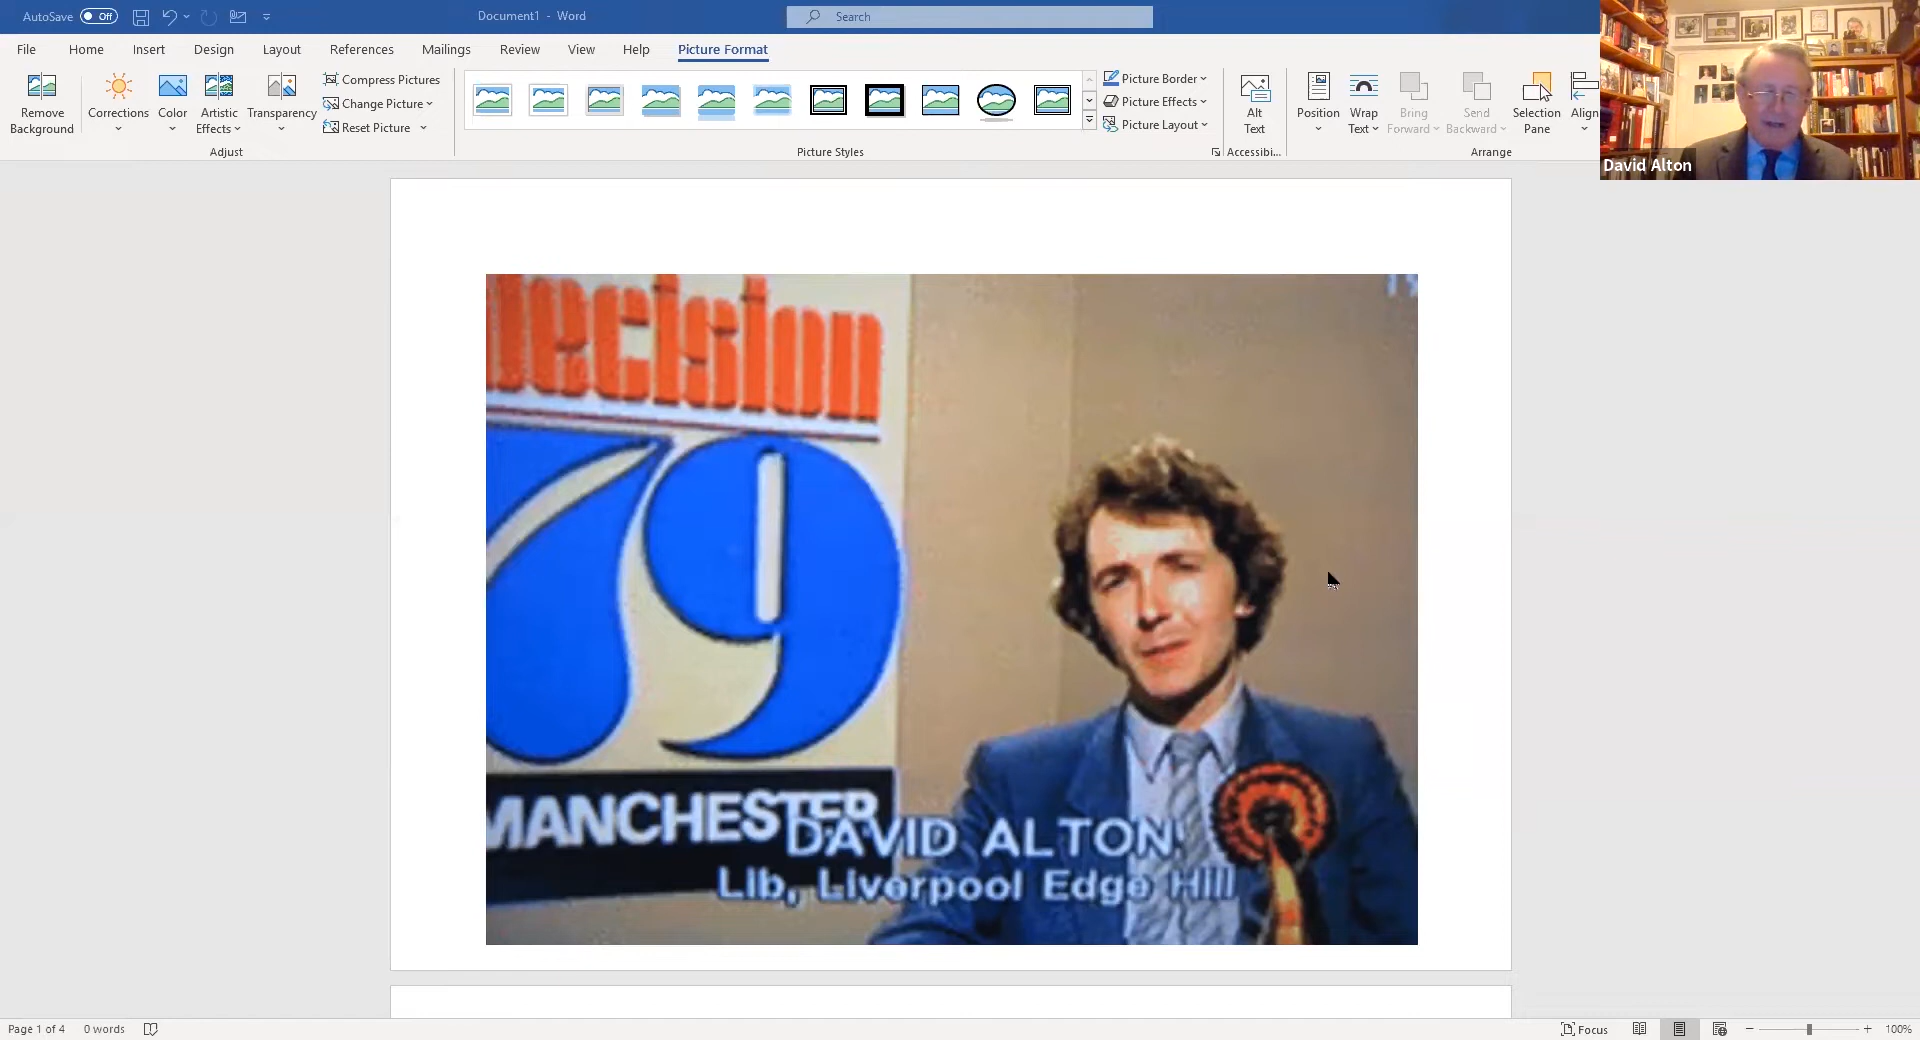 AutoSave Off
Document1 - Word
Search
File Home Insert Design Layout References Mailings Review View Help Picture Format
Remove Background
Corrections
Color
Artistic Effects
Transparency
Compress Pictures
Change Picture
Reset Picture
Adjust
Picture Styles
Picture Border
Picture Effects
Picture Layout
Alt Text
Accessibi...
Position
Wrap Text
Bring Forward
Send Backward
Selection Pane
Align
Arrange
David Alton
decision
79
MANCHESTER
DAVID ALTON
Lib, Liverpool Edge Hill
Page 1 of 4 0 words
Focus
100%